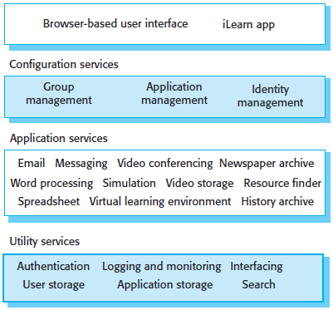 Browser-based user interface iLearn app
Configuration services
Group management Application management Identity management
Application services
Email Messaging Video conferencing Newspaper archive
Word processing Simulation Video storage Resource finder
Spreadsheet Virtual learning environment History archive
Utility services
Authentication Logging and monitoring Interfacing
User storage Application storage Search